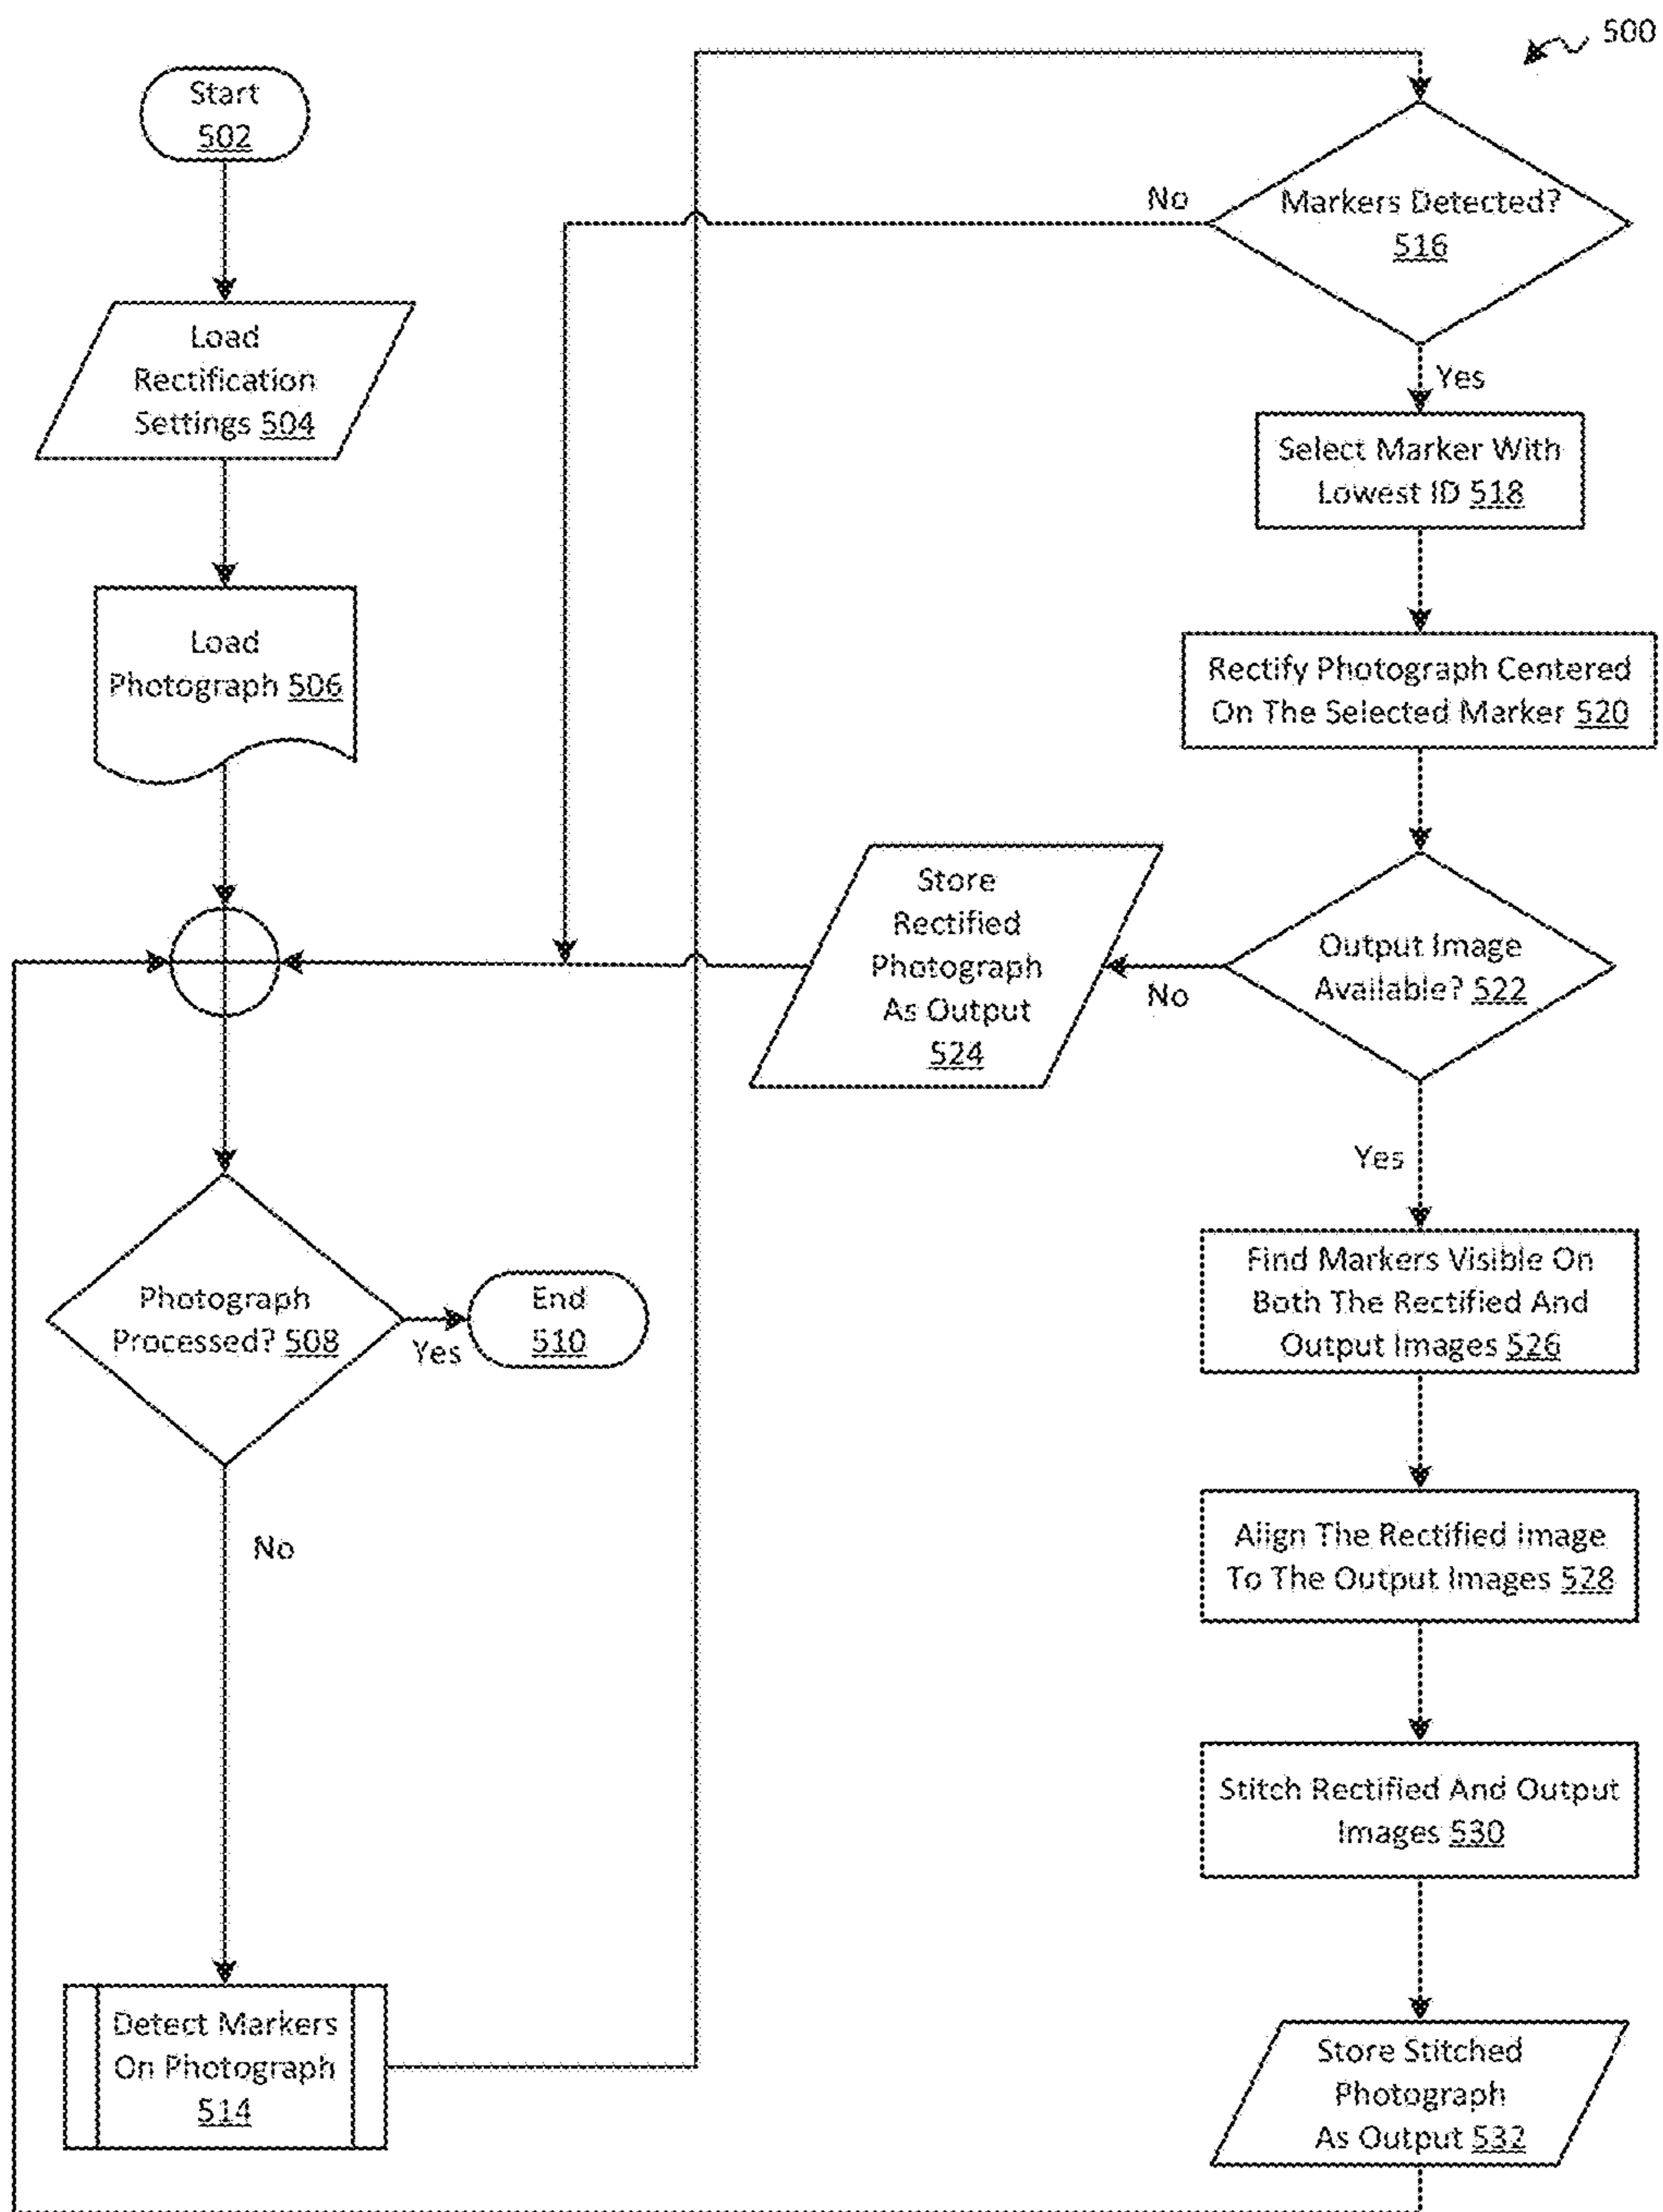 500
Start
502
Load
Rectification
Settings 504
Load
Photograph 506
Photograph
Processed? 508
Yes
End
510
No
Detect Markers
On Photograph
514
Markers Detected?
516
No
Yes
Select Marker With
Lowest ID 518
Rectify Photograph Centered
On The Selected Marker 520
Output Image
Available? 522
No
Store
Rectified
Photograph
As Output
524
Yes
Find Markers Visible On
Both The Rectified And
Output Images 526
Align The Rectified Image
To The Output Images 528
Stitch Rectified And Output
Images 530
Store Stitched
Photograph
As Output 532